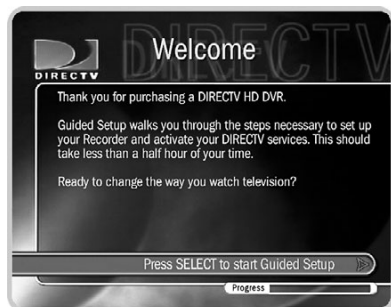 DIRECTV
Welcome
DIRECTV
Thank you for purchasing a DIRECTV HD DVR.
Guided Setup walks you through the steps necessary to set up
your Recorder and activate your DIRECTV services. This should
take less than a half hour of your time.
Ready to change the way you watch television?
Press SELECT to start Guided Setup
Progress